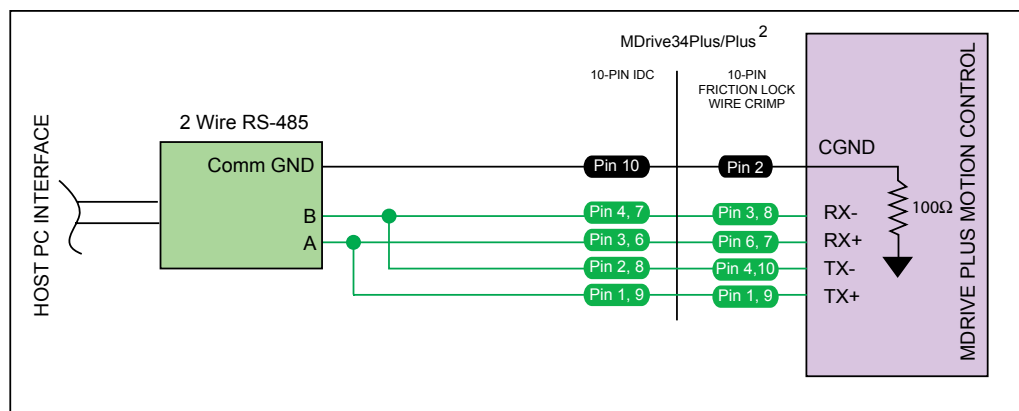 MDrive34Plus/Plus2
10-PIN IDC
10-PIN
FRICTION LOCK
WIRE CRIMP
HOST PC INTERFACE
2 Wire RS-485
Comm GND
B
A
Pin 10
Pin 2
Pin 4, 7
Pin 3, 8
Pin 3, 6
Pin 6, 7
Pin 2, 8
Pin 4,10
Pin 1, 9
Pin 1, 9
CGND
RX-
RX+
TX-
TX+
100Ω
MDRIVE PLUS MOTION CONTROL